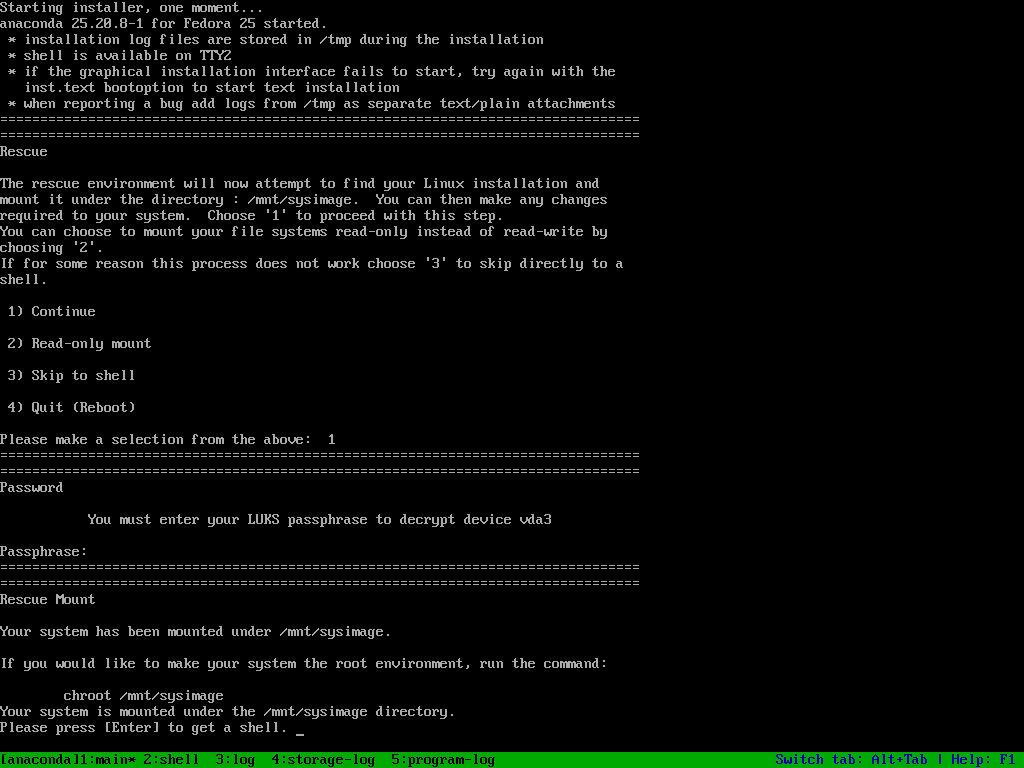 Starting installer, one moment...
anaconda 25.20.8-1 for Fedora 25 started.
 * installation log files are stored in /tmp during the installation
 * shell is available on TTY2
 * if the graphical installation interface fails to start, try again with the
   inst.text bootoption to start text installation
 * when reporting a bug add logs from /tmp as separate text/plain attachments
================================================================================
================================================================================
Rescue
The rescue environment will now attempt to find your Linux installation and
mount it under the directory : /mnt/sysimage.  You can then make any changes
required to your system.  Choose '1' to proceed with this step.
You can choose to mount your file systems read-only instead of read-write by
choosing '2'.
If for some reason this process does not work choose '3' to skip directly to a
shell.
 1) Continue
 2) Read-only mount
 3) Skip to shell
 4) Quit (Reboot)
Please make a selection from the above:  1
================================================================================
================================================================================
Password
           You must enter your LUKS passphrase to decrypt device vda3
Passphrase:
================================================================================
================================================================================
Rescue Mount
Your system has been mounted under /mnt/sysimage.
If you would like to make your system the root environment, run the command:
        chroot /mnt/sysimage
Your system is mounted under the /mnt/sysimage directory.
Please press [Enter] to get a shell. _
[anaconda]1:main* 2:shell  3:log  4:storage-log  5:program-log Switch tab: Alt+Tab | Help: F1